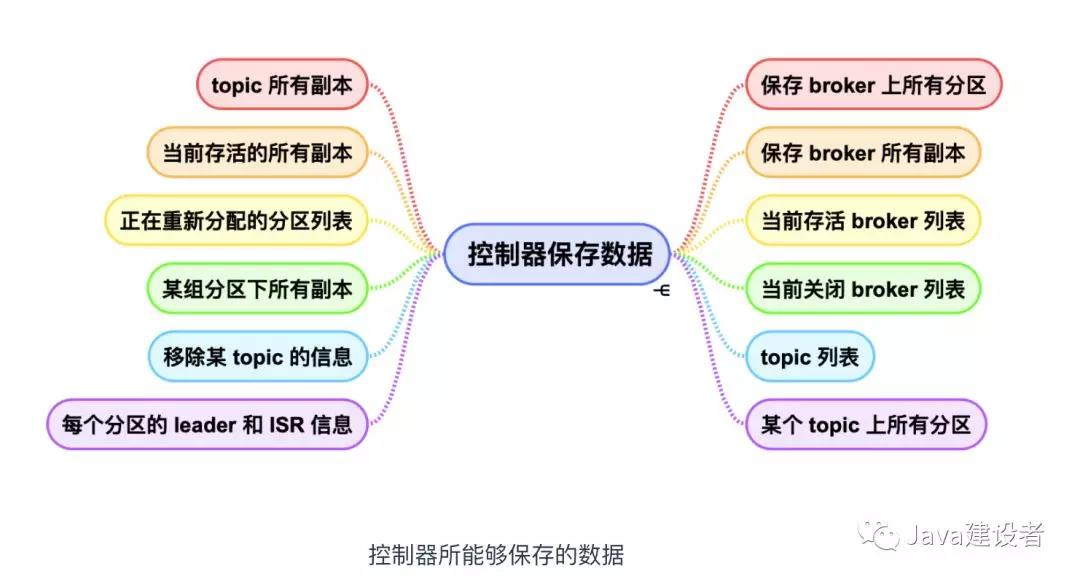 topic 所有副本
当前存活的所有副本
正在重新分配的分区列表
某组分区下所有副本
移除某 topic 的信息
每个分区的 leader 和 ISR 信息
控制器保存数据
保存 broker 上所有分区
保存 broker 所有副本
当前存活 broker 列表
当前关闭 broker 列表
topic 列表
某个 topic 上所有分区
控制器所能够保存的数据
Java建设者